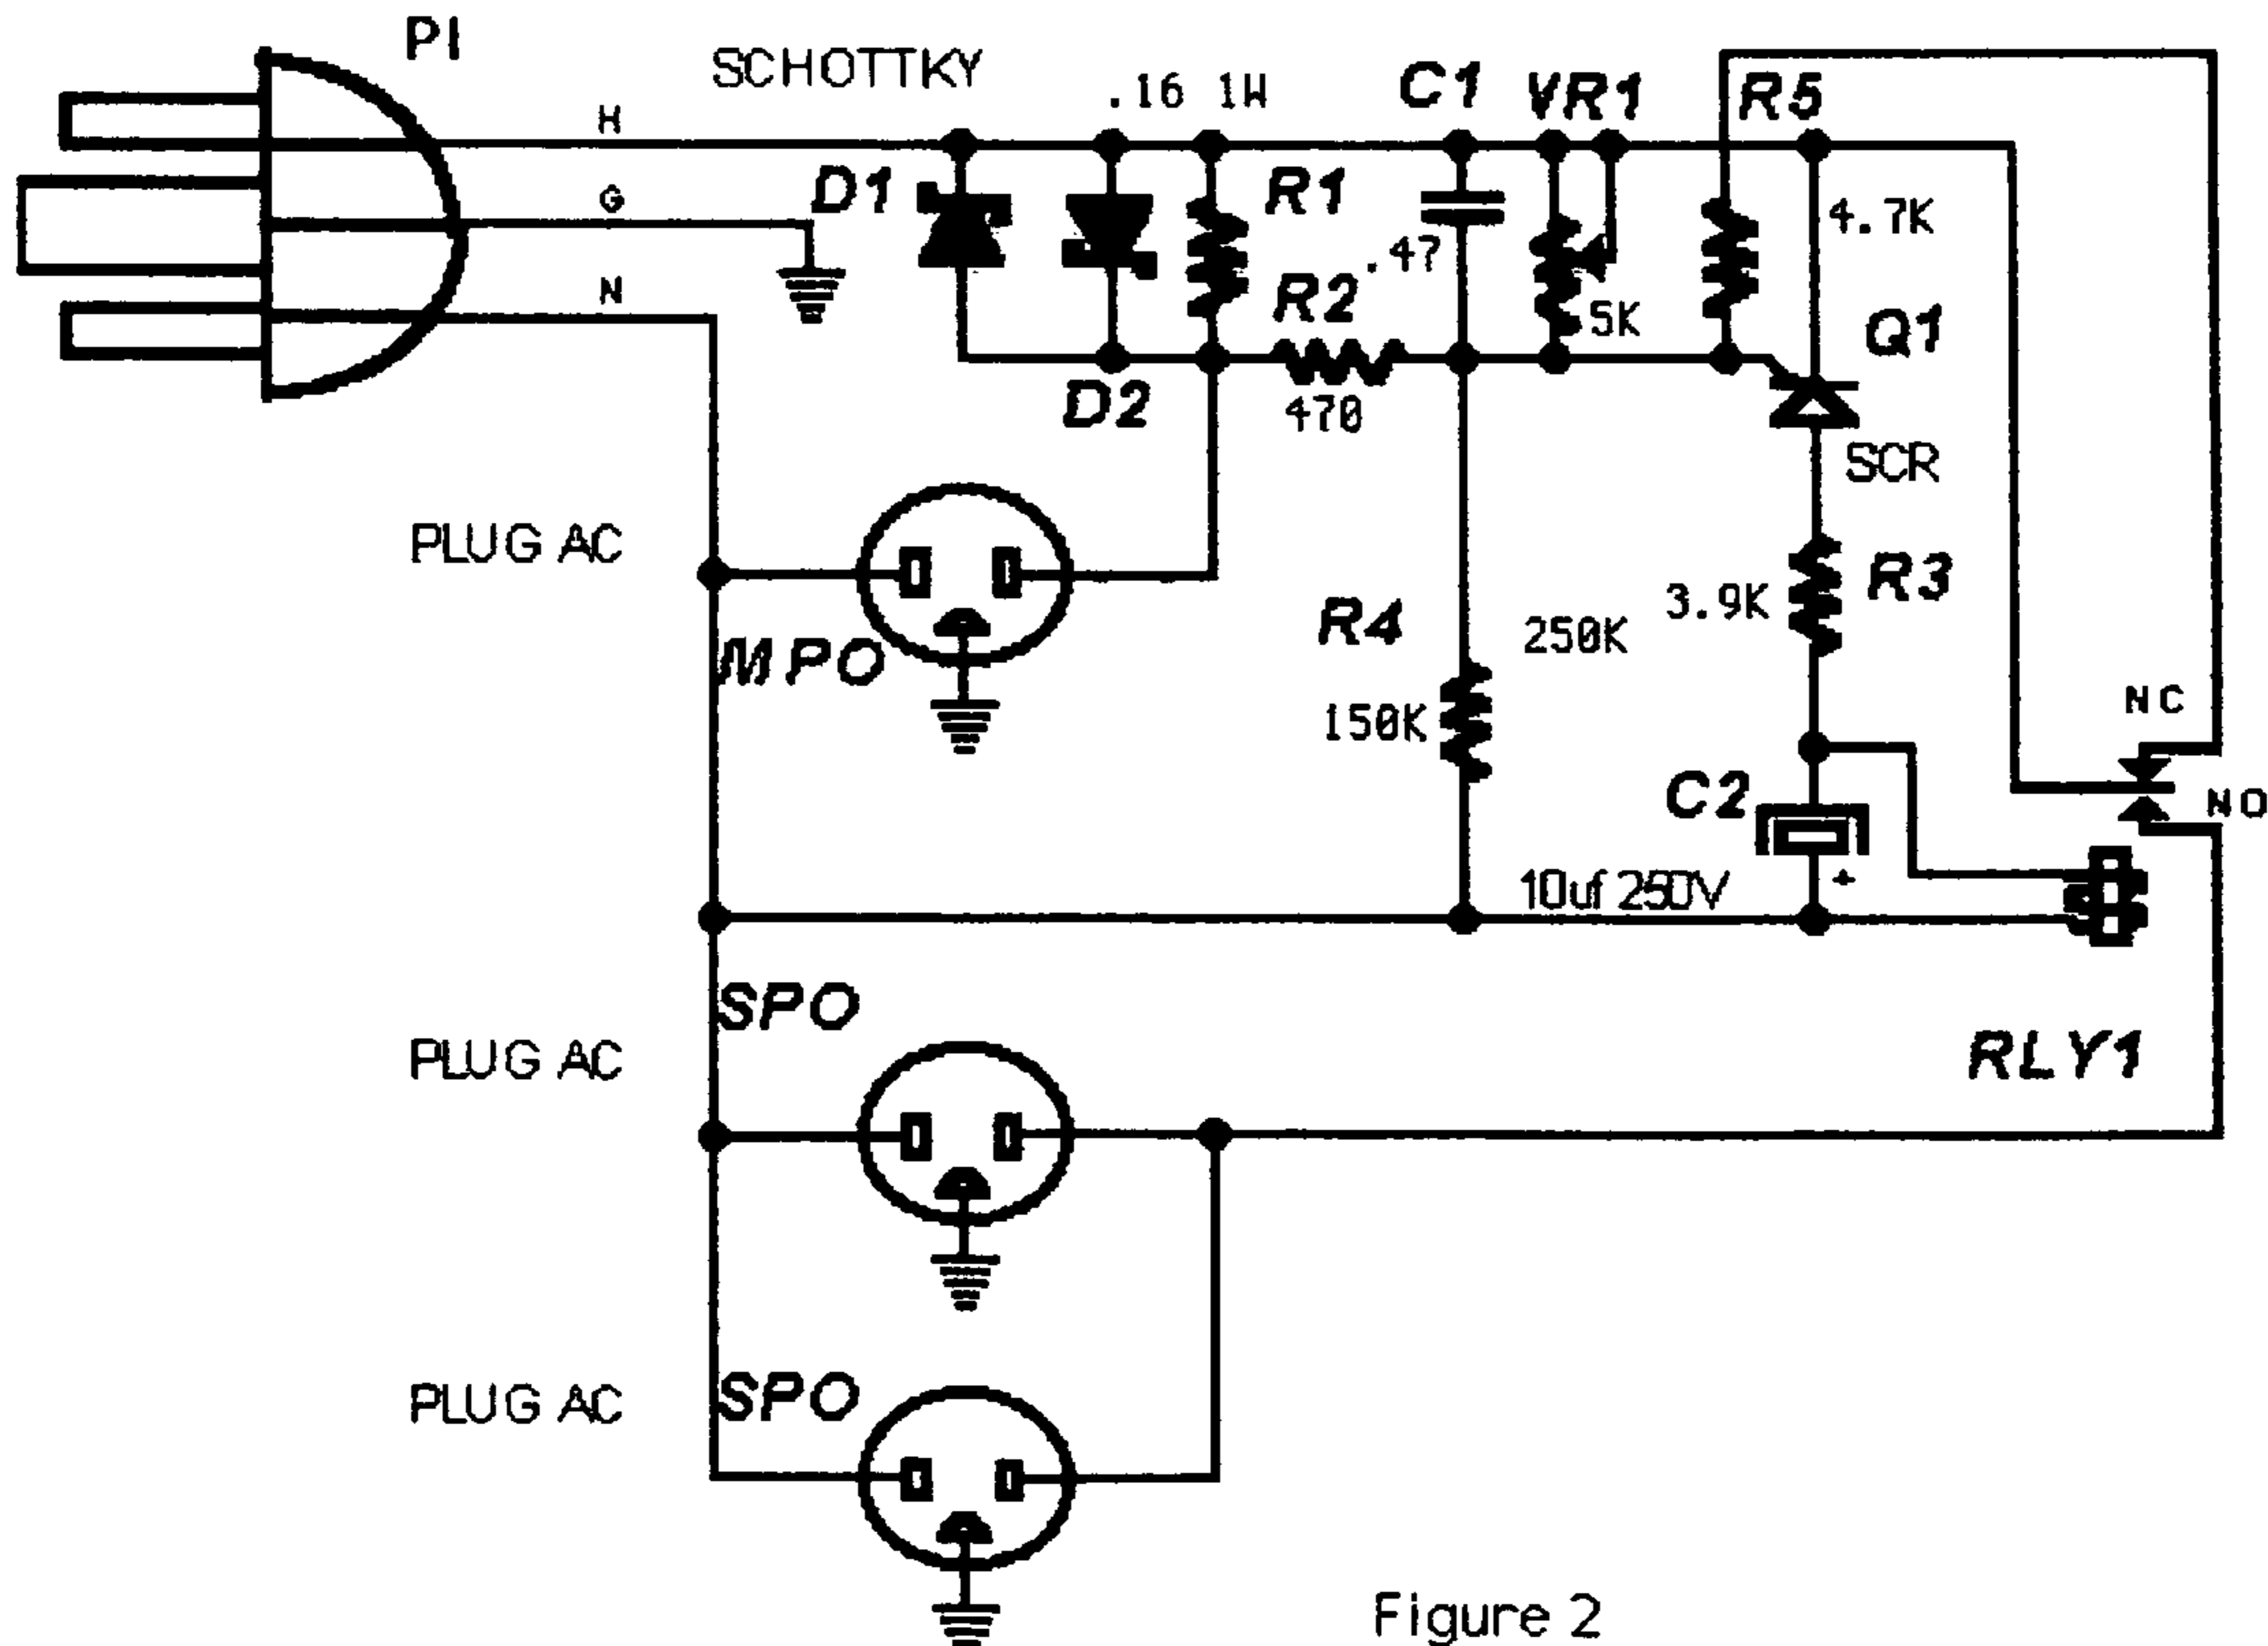 P1
SCHOTTKY
.16 1W
C1
VR1
R5
H
D1
R1
G
4.7K
.47
R2
N
5K
Q1
D2
470
SCR
PLUG AC
R3
3.9K
R4
250K
MPO
NC
150K
C2
NO
10uf 250V
+
SPO
RLY1
PLUG AC
SPO
PLUG AC
Figure 2